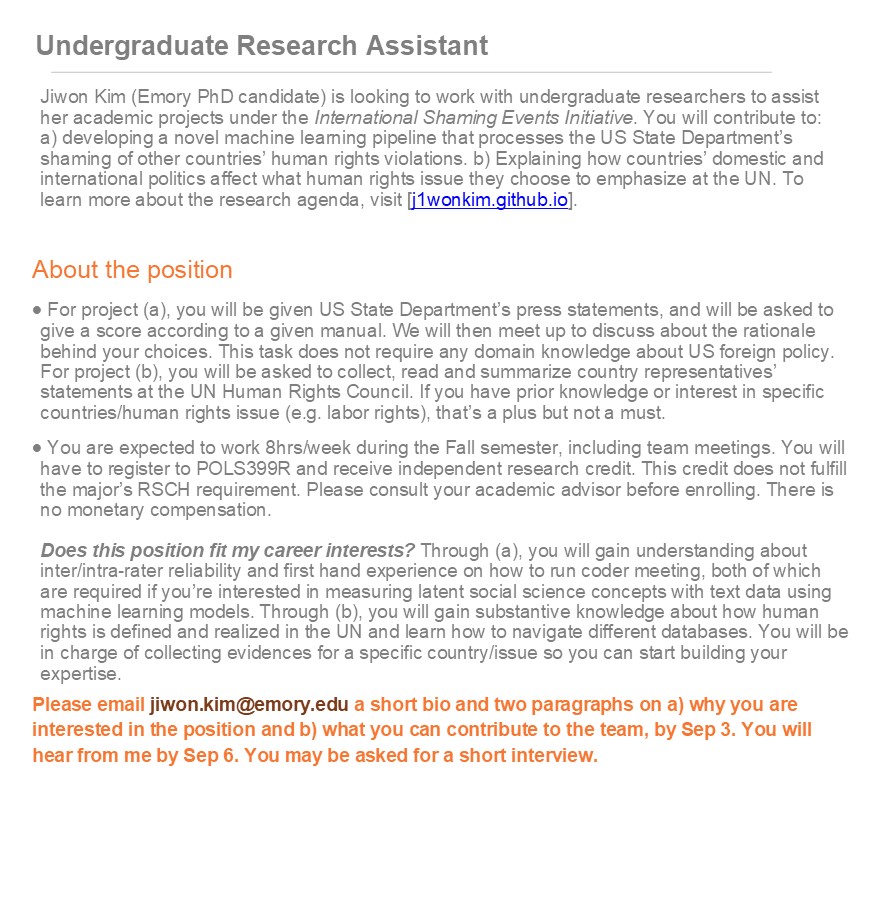 Undergraduate Research Assistant
Jiwon Kim (Emory PhD candidate) is looking to work with undergraduate researchers to assist
her academic projects under the International Shaming Events Initiative. You will contribute to:
a) developing a novel machine learning pipeline that processes the US State Department's
shaming of other countries' human rights violations. b) Explaining how countries' domestic and
international politics affect what human rights issue they choose to emphasize at the UN. To
learn more about the research agenda, visit [j1wonkim.github.io].
About the position
● For project (a), you will be given US State Department's press statements, and will be asked to
give a score according to a given manual. We will then meet up to discuss about the rationale
behind your choices. This task does not require any domain knowledge about US foreign policy.
For project (b), you will be asked to collect, read and summarize country representatives'
statements at the UN Human Rights Council. If you have prior knowledge or interest in specific
countries/human rights issue (e.g. labor rights), that's a plus but not a must.
● You are expected to work 8hrs/week during the Fall semester, including team meetings. You will
have to register to POLS399R and receive independent research credit. This credit does not fulfill
the major's RSCH requirement. Please consult your academic advisor before enrolling. There is
no monetary compensation.
Does this position fit my career interests? Through (a), you will gain understanding about
inter/intra-rater reliability and first hand experience on how to run coder meeting, both of which
are required if you're interested in measuring latent social science concepts with text data using
machine learning models. Through (b), you will gain substantive knowledge about how human
rights is defined and realized in the UN and learn how to navigate different databases. You will be
in charge of collecting evidences for a specific country/issue so you can start building your
expertise.
Please email jiwon.kim@emory.edu a short bio and two paragraphs on a) why you are
interested in the position and b) what you can contribute to the team, by Sep 3. You will
hear from me by Sep 6. You may be asked for a short interview.